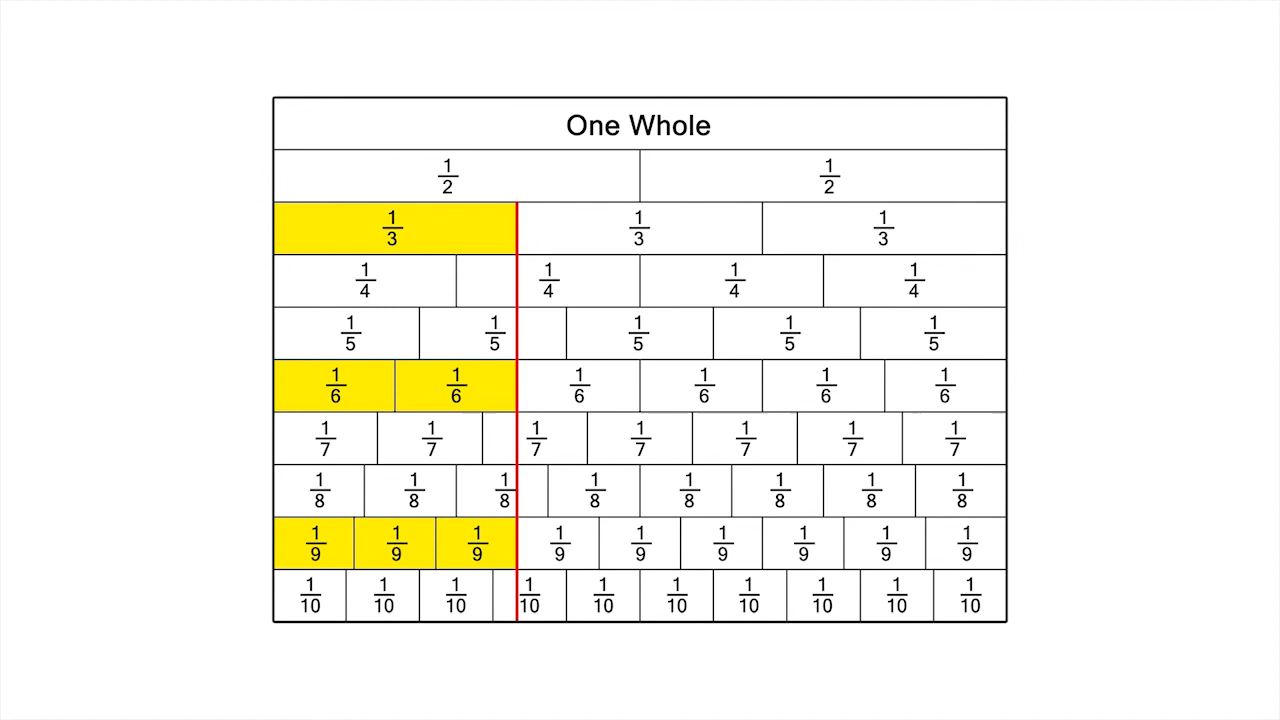 One Whole
1/2 1/2
1/3 1/3 1/3
1/4 1/4 1/4 1/4
1/5 1/5 1/5 1/5 1/5
1/6 1/6 1/6 1/6 1/6 1/6
1/7 1/7 1/7 1/7 1/7 1/7 1/7
1/8 1/8 1/8 1/8 1/8 1/8 1/8 1/8
1/9 1/9 1/9 1/9 1/9 1/9 1/9 1/9 1/9
1/10 1/10 1/10 1/10 1/10 1/10 1/10 1/10 1/10 1/10